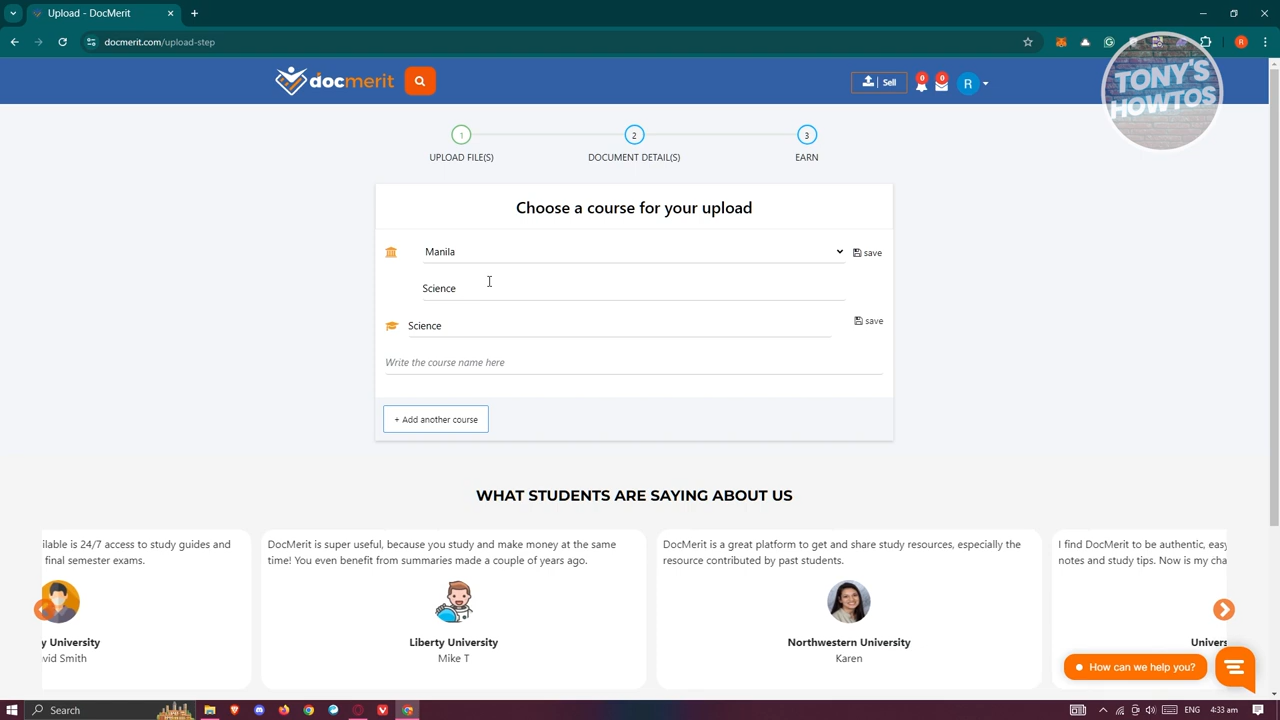 Upload - DocMerit
docmerit.com/upload-step
R
TONY'S
HOWTOS
docmerit
Sell
0
0
R
1
2
3
UPLOAD FILE(S)
DOCUMENT DETAIL(S)
EARN
Choose a course for your upload
Manila
save
Science
Science
save
Write the course name here
+ Add another course
WHAT STUDENTS ARE SAYING ABOUT US
ilable is 24/7 access to study guides and
final semester exams.
y University
vid Smith
DocMerit is super useful, because you study and make money at the same
time! You even benefit from summaries made a couple of years ago.
Liberty University
Mike T
DocMerit is a great platform to get and share study resources, especially the
resource contributed by past students.
Northwestern University
Karen
I find DocMerit to be authentic, easy
notes and study tips. Now is my cha
Univers
How can we help you?
Search
ENG
4:33 am